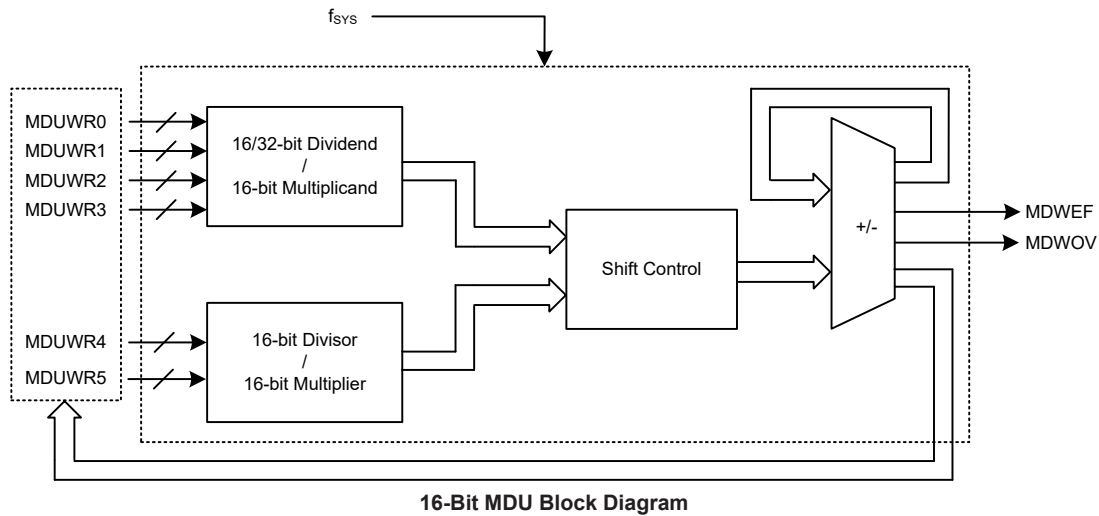 fSYS
MDUWR0
MDUWR1
MDUWR2
MDUWR3
MDUWR4
MDUWR5
16/32-bit Dividend
/
16-bit Multiplicand
16-bit Divisor
/
16-bit Multiplier
Shift Control
+/-
MDWEF
MDWOV
16-Bit MDU Block Diagram